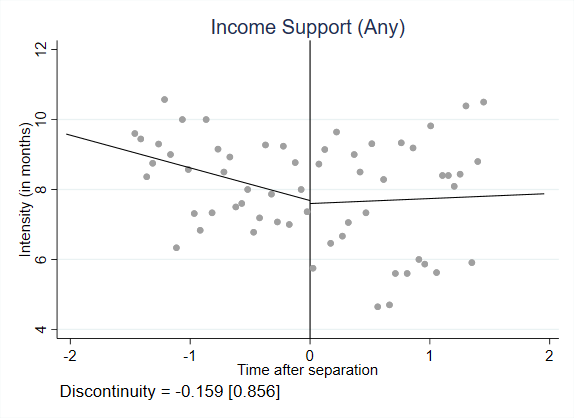 Income Support (Any)
Intensity (in months)
12
10
8
6
4
-2 -1 0 1 2
Time after separation
Discontinuity = -0.159 [0.856]